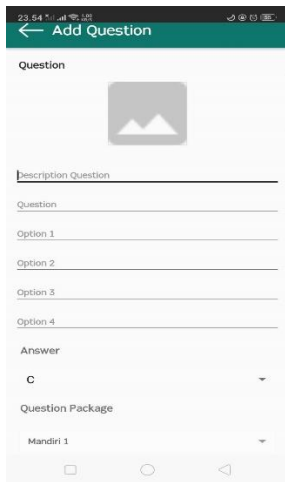 23.54
Add Question
Question
Description Question
Question
Option 1
Option 2
Option 3
Option 4
Answer
C
Question Package
Mandiri 1